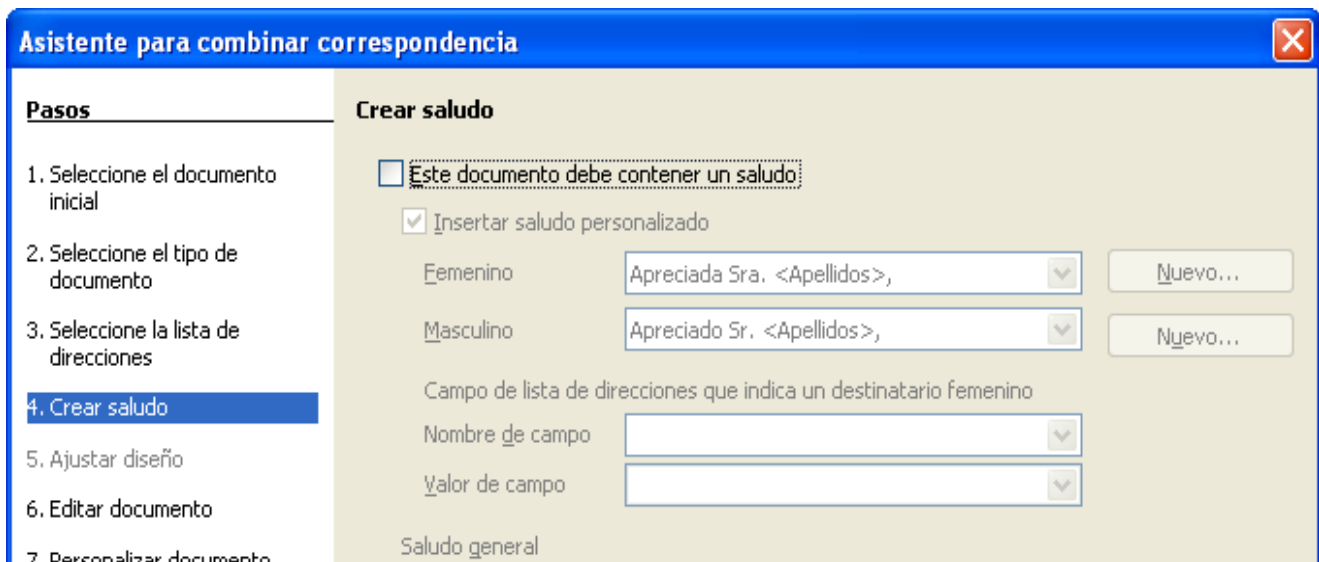 Asistente para combinar correspondencia
Pasos
1. Seleccione el documento
inicial
2. Seleccione el tipo de
documento
3. Seleccione la lista de
direcciones
4. Crear saludo
5. Ajustar diseño
6. Editar documento
7. Personalizar documento
Crear saludo
Este documento debe contener un saludo
Insertar saludo personalizado
Femenino
Apreciada Sra. <Apellidos>,
Nuevo...
Masculino
Apreciado Sr. <Apellidos>,
Nuevo...
Campo de lista de direcciones que indica un destinatario femenino
Nombre de campo
Valor de campo
Saludo general